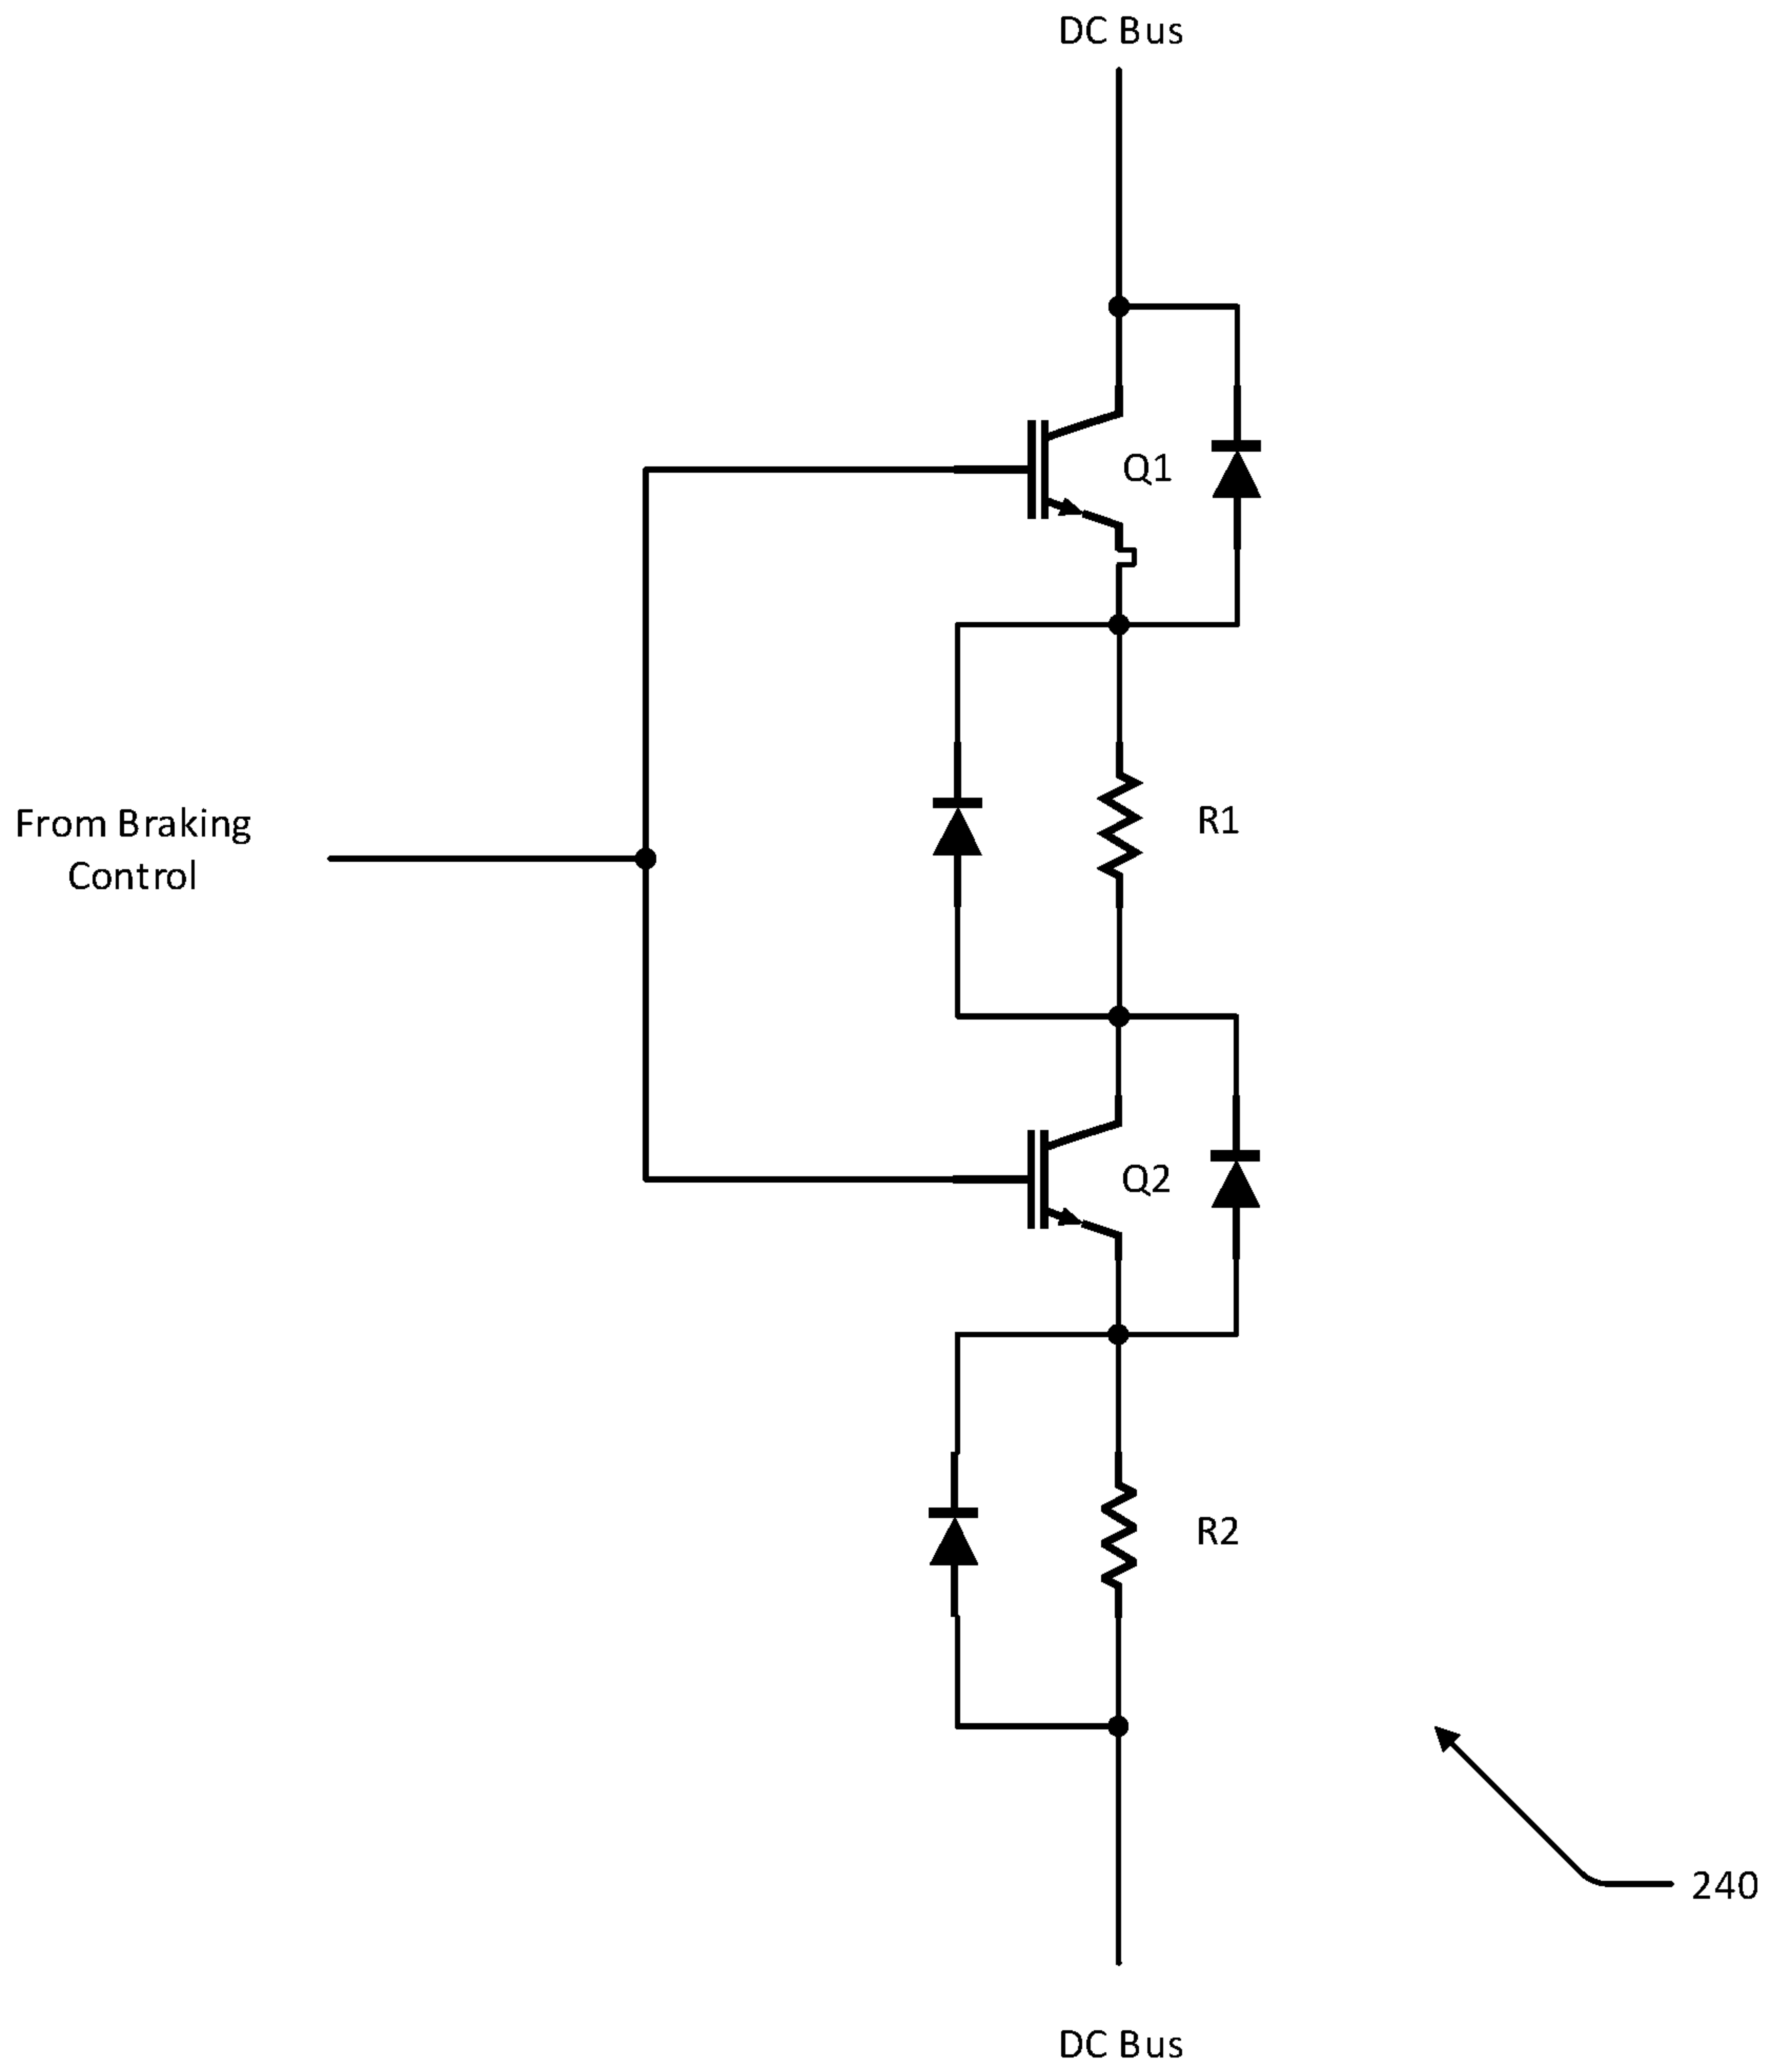 DC Bus
Q1
From Braking
Control
R1
Q2
R2
240
DC Bus